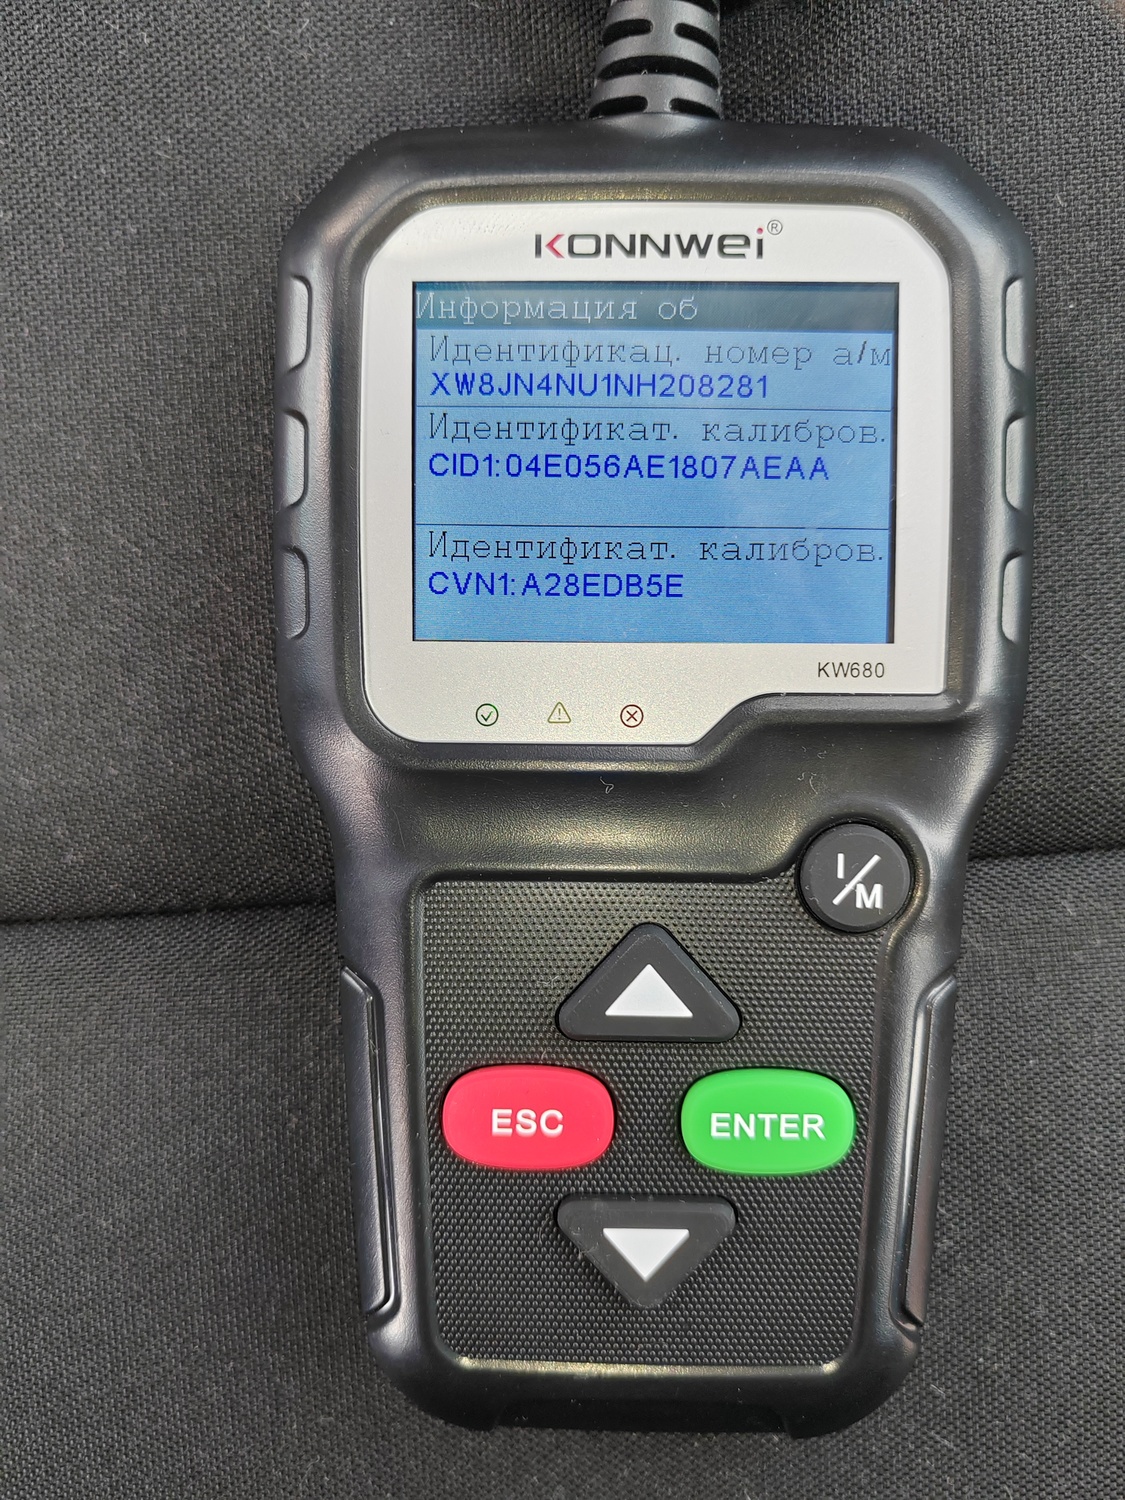 KONNWEI®
Информация об
Идентификац. номер а/м
XW8JN4NU1NH208281
Идентификат. калибров.
CID1:04E056AE1807AEAA
Идентификат. калибров.
CVN1:A28EDB5E
KW680
I/M
ESC
ENTER